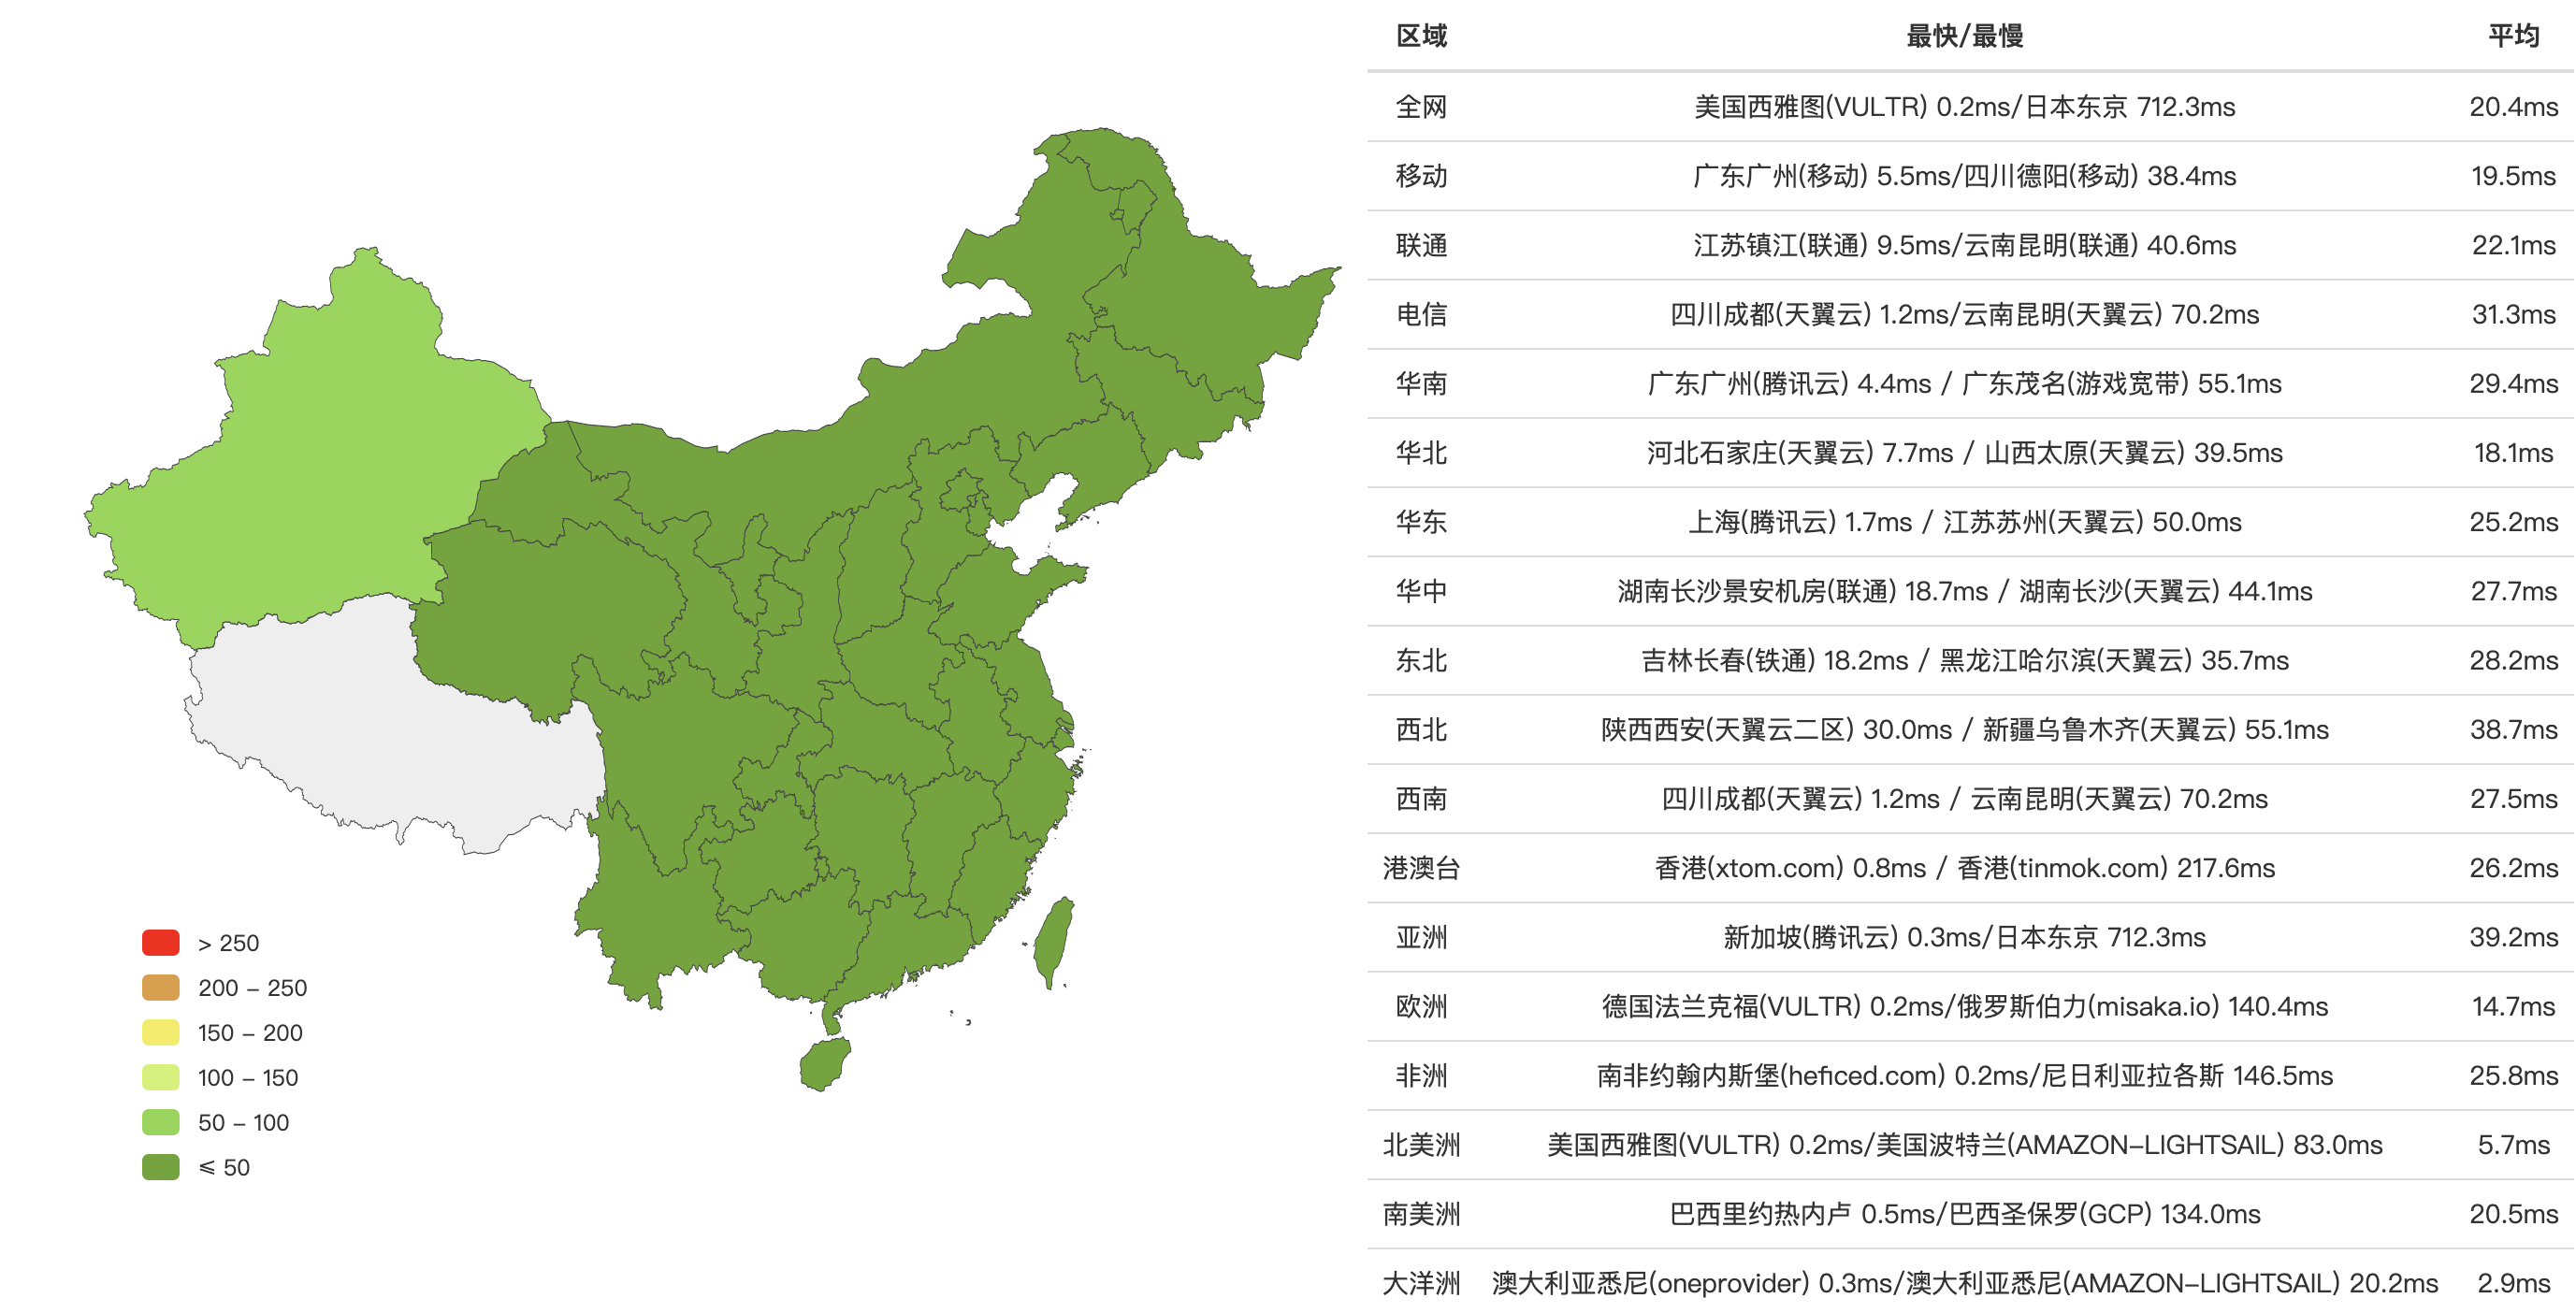 区域 最快/最慢 平均
全网 美国西雅图(VULTR) 0.2ms/日本东京 712.3ms 20.4ms
移动 广东广州(移动) 5.5ms/四川德阳(移动) 38.4ms 19.5ms
联通 江苏镇江(联通) 9.5ms/云南昆明(联通) 40.6ms 22.1ms
电信 四川成都(天翼云) 1.2ms/云南昆明(天翼云) 70.2ms 31.3ms
华南 广东广州(腾讯云) 4.4ms / 广东茂名(游戏宽带) 55.1ms 29.4ms
华北 河北石家庄(天翼云) 7.7ms / 山西太原(天翼云) 39.5ms 18.1ms
华东 上海(腾讯云) 1.7ms / 江苏苏州(天翼云) 50.0ms 25.2ms
华中 湖南长沙景安机房(联通) 18.7ms / 湖南长沙(天翼云) 44.1ms 27.7ms
东北 吉林长春(铁通) 18.2ms / 黑龙江哈尔滨(天翼云) 35.7ms 28.2ms
西北 陕西西安(天翼云二区) 30.0ms / 新疆乌鲁木齐(天翼云) 55.1ms 38.7ms
西南 四川成都(天翼云) 1.2ms / 云南昆明(天翼云) 70.2ms 27.5ms
港澳台 香港(xtom.com) 0.8ms / 香港(tinmok.com) 217.6ms 26.2ms
亚洲 新加坡(腾讯云) 0.3ms/日本东京 712.3ms 39.2ms
欧洲 德国法兰克福(VULTR) 0.2ms/俄罗斯伯力(misaka.io) 140.4ms 14.7ms
非洲 南非约翰内斯堡(heficed.com) 0.2ms/尼日利亚拉各斯 146.5ms 25.8ms
北美洲 美国西雅图(VULTR) 0.2ms/美国波特兰(AMAZON-LIGHTSAIL) 83.0ms 5.7ms
南美洲 巴西里约热内卢 0.5ms/巴西圣保罗(GCP) 134.0ms 20.5ms
大洋洲 澳大利亚悉尼(oneprovider) 0.3ms/澳大利亚悉尼(AMAZON-LIGHTSAIL) 20.2ms 2.9ms
> 250
200 - 250
150 - 200
100 - 150
50 - 100
≤ 50